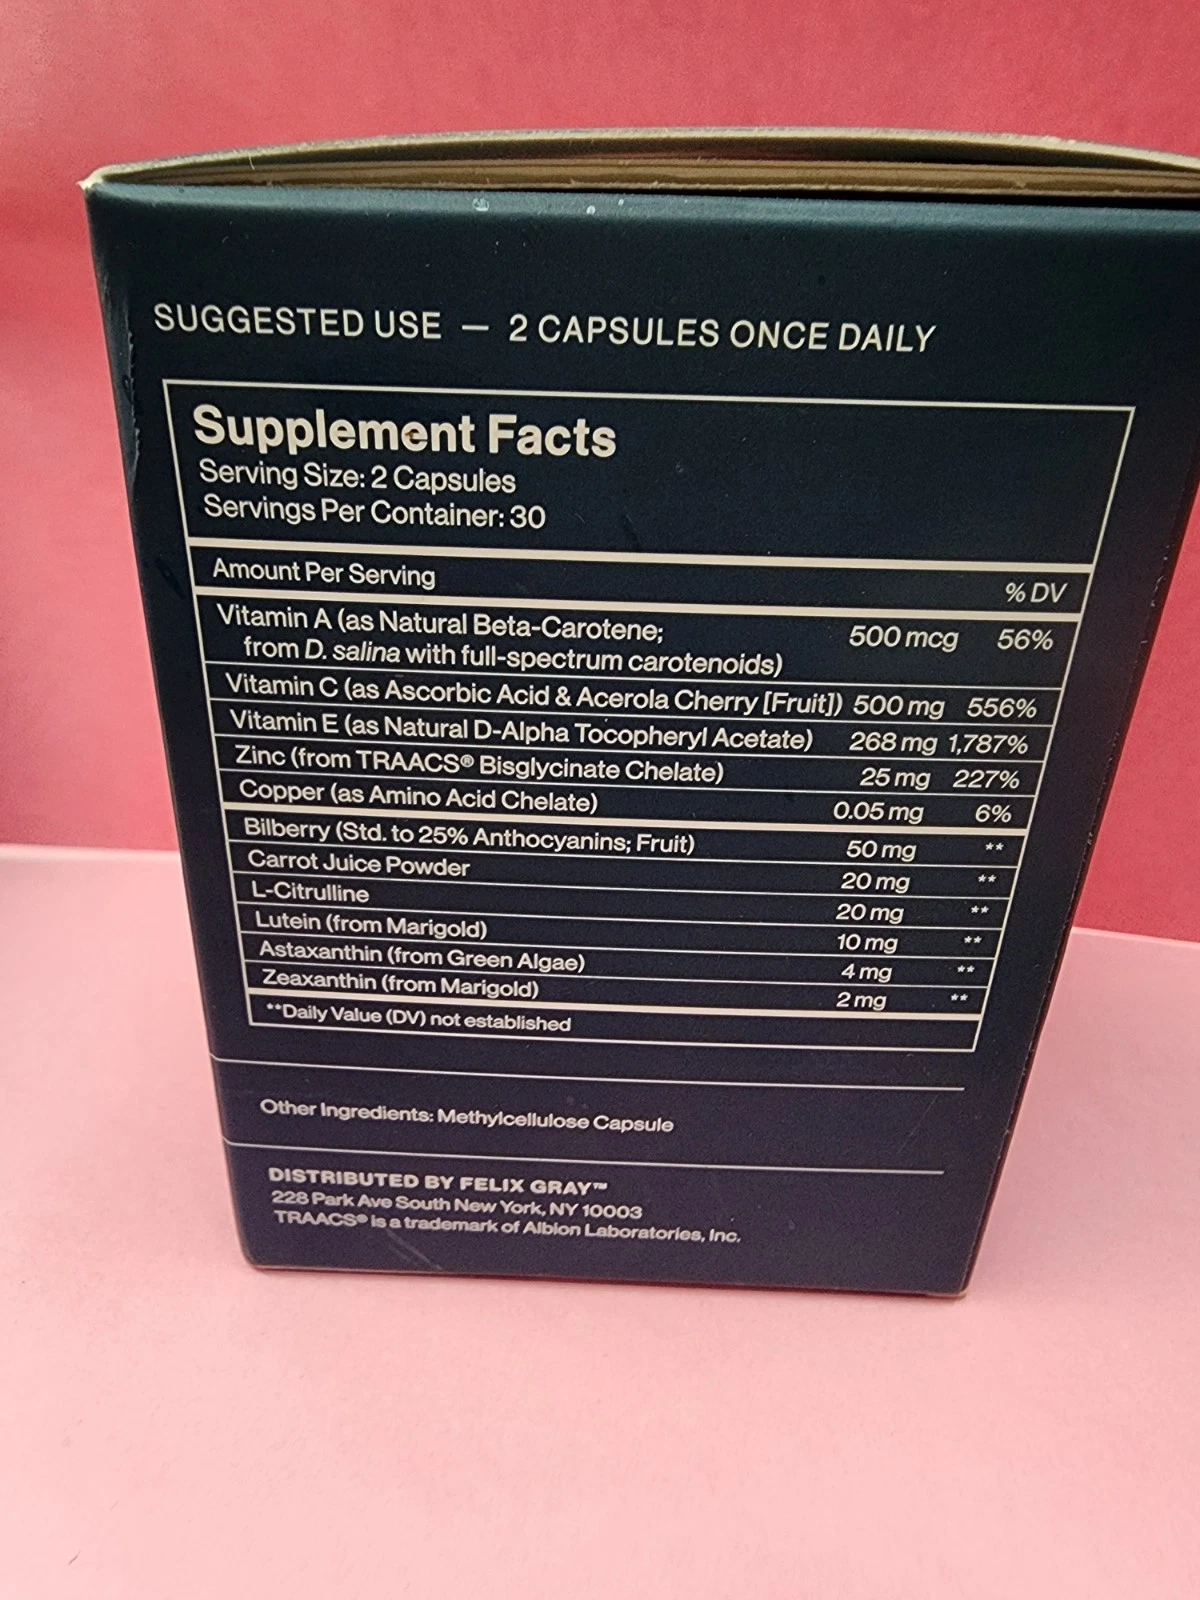 SUGGESTED USE — 2 CAPSULES ONCE DAILY
Supplement Facts
Serving Size: 2 Capsules
Servings Per Container: 30
Amount Per Serving % DV
Vitamin A (as Natural Beta-Carotene; 500 mcg 56%
from D. salina with full-spectrum carotenoids)
Vitamin C (as Ascorbic Acid & Acerola Cherry [Fruit]) 500 mg 556%
Vitamin E (as Natural D-Alpha Tocopheryl Acetate) 268 mg 1,787%
Zinc (from TRAACS® Bisglycinate Chelate) 25 mg 227%
Copper (as Amino Acid Chelate) 0.05 mg 6%
Bilberry (Std. to 25% Anthocyanins; Fruit) 50 mg **
Carrot Juice Powder 20 mg **
L-Citrulline 20 mg **
Lutein (from Marigold) 10 mg **
Astaxanthin (from Green Algae) 4 mg **
Zeaxanthin (from Marigold) 2 mg **
**Daily Value (DV) not established
Other Ingredients: Methylcellulose Capsule
DISTRIBUTED BY FELIX GRAY™
228 Park Ave South New York, NY 10003
TRAACS® is a trademark of Albion Laboratories, Inc.